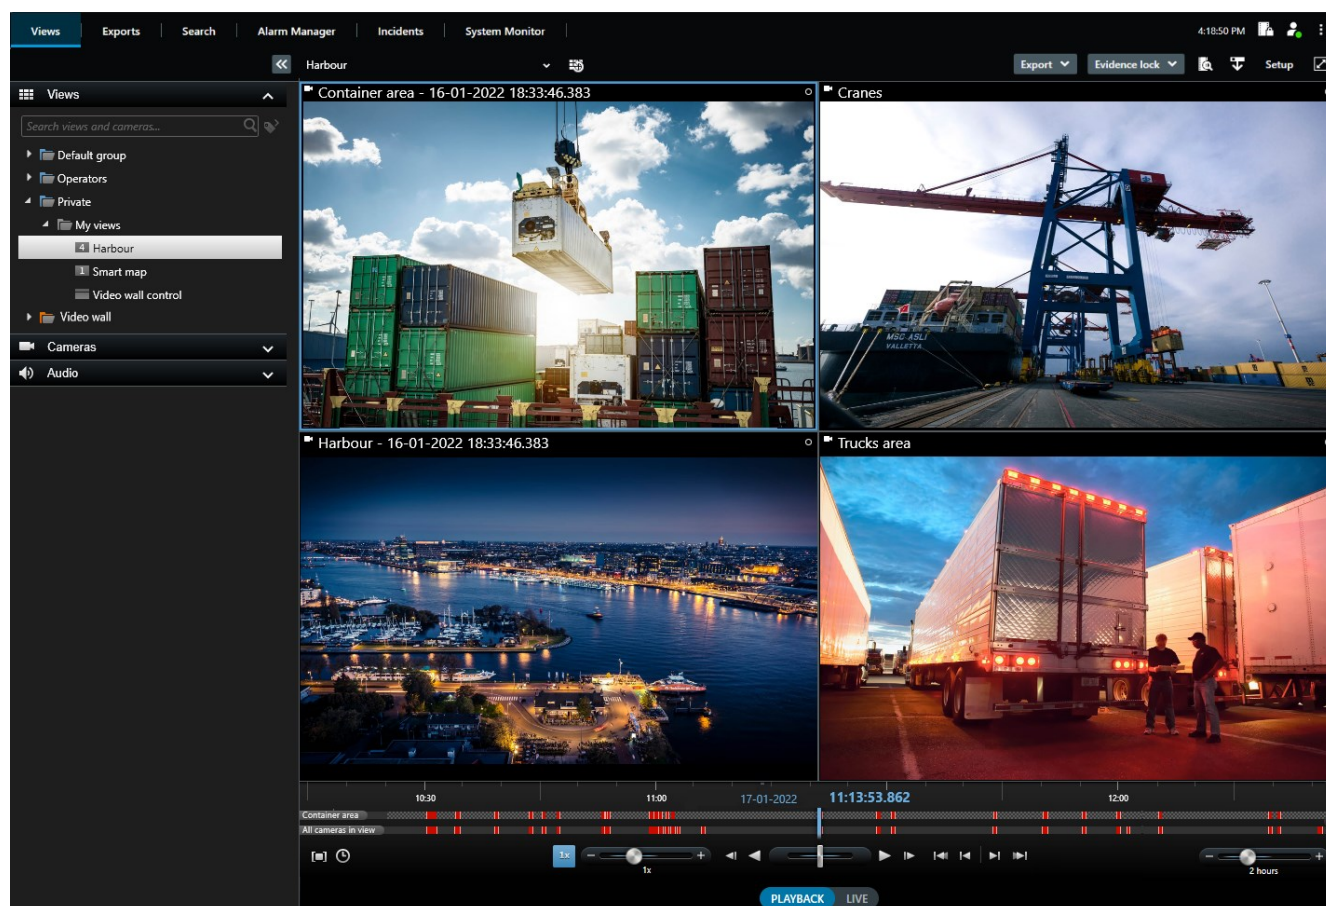 Views Exports Search Alarm Manager Incidents System Monitor 4:18:50 PM
Harbour Export Evidence lock Setup
Views
Search views and cameras...
Default group
Operators
Private
My views
4 Harbour
1 Smart map
Video wall control
Video wall
Cameras
Audio
Container area - 16-01-2022 18:33:46.383
Cranes
MSC ASLI
VALLETTA
Harbour - 16-01-2022 18:33:46.383
Trucks area
10:30 11:00 17-01-2022 11:13:53.862 12:00
Container area
All cameras in view
1x
1x
2 hours
PLAYBACK LIVE